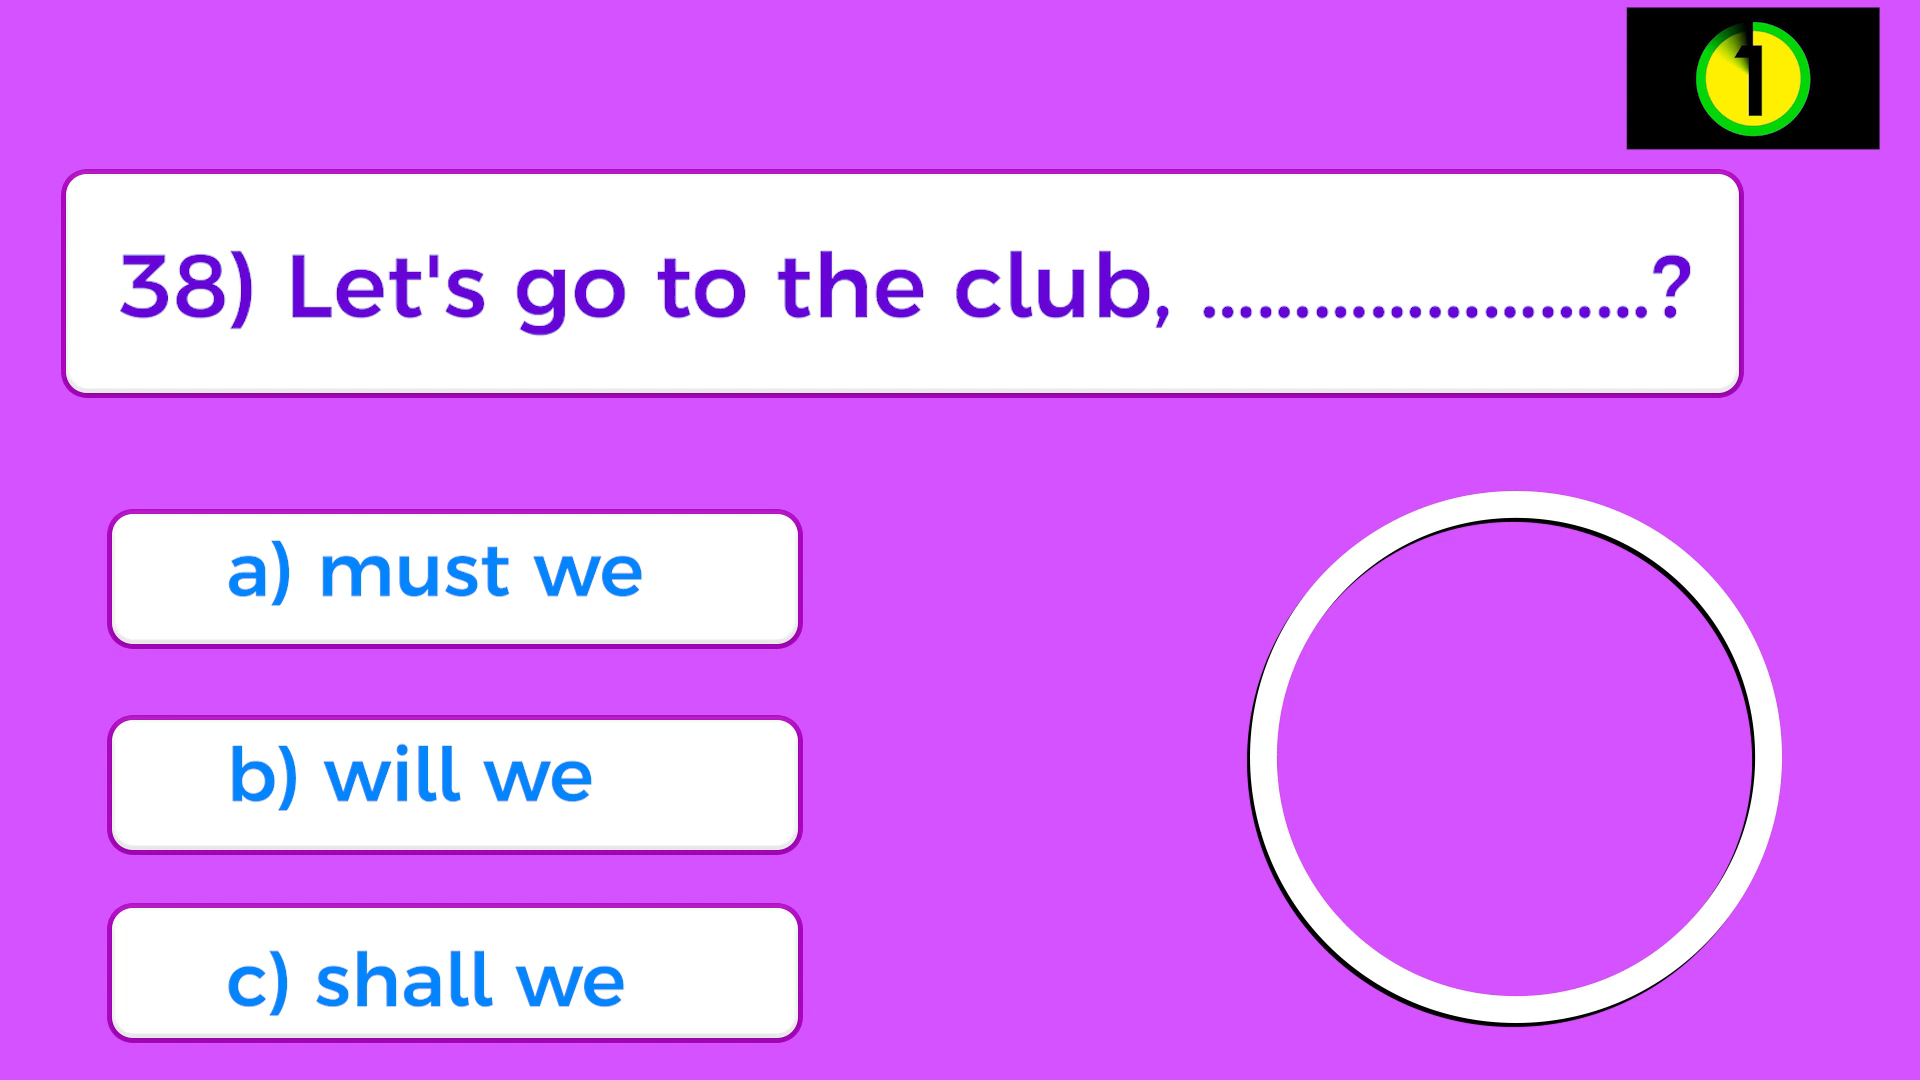 1
38) Let's go to the club, ........................?
a) must we
b) will we
c) shall we